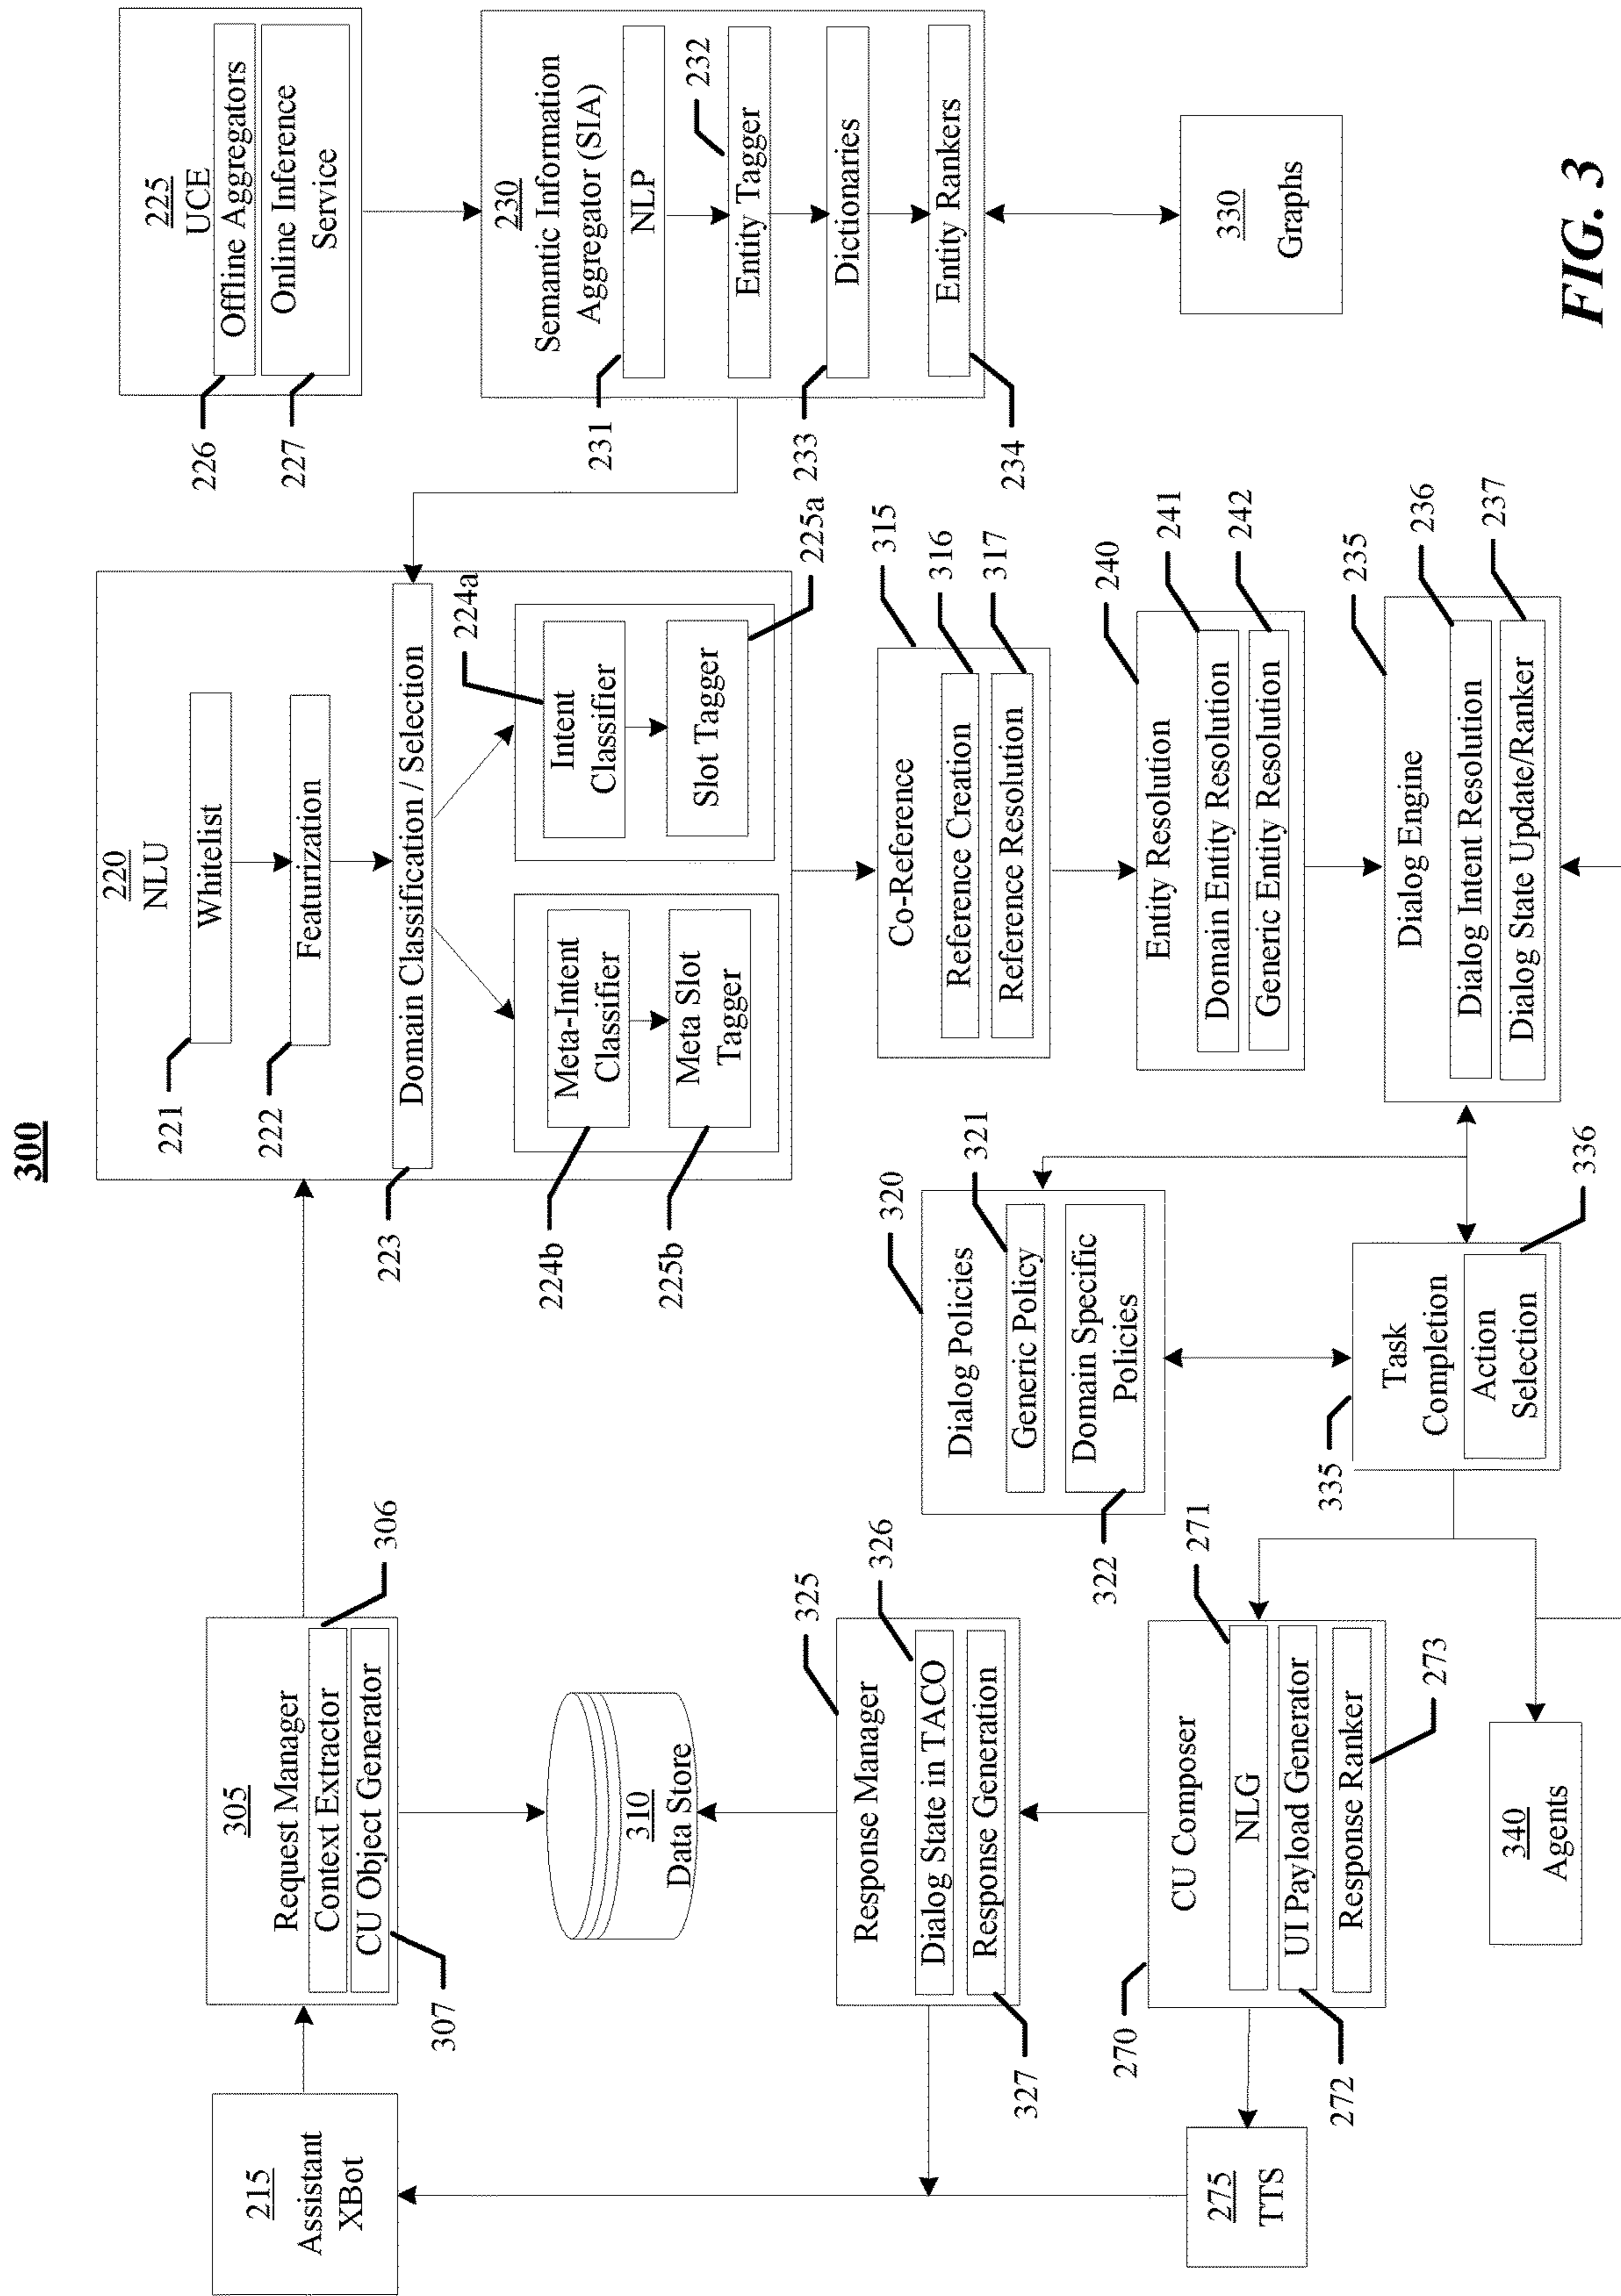 300
215
Assistant
XBot
305
Request Manager
Context Extractor
CU Object Generator
306
307
310
Data Store
220
NLU
Whitelist
221
Featurization
222
Domain Classification / Selection
223
Meta-Intent
Classifier
224b
Meta Slot
Tagger
225b
Intent
Classifier
224a
Slot Tagger
225a
225
UCE
Offline Aggregators
226
Online Inference
Service
227
230
Semantic Information
Aggregator (SIA)
NLP
231
Entity Tagger
232
Dictionaries
233
Entity Rankers
234
330
Graphs
Co-Reference
315
Reference Creation
316
Reference Resolution
317
Entity Resolution
240
Domain Entity Resolution
241
Generic Entity Resolution
242
Dialog Engine
235
Dialog Intent Resolution
236
Dialog State Update/Ranker
237
Dialog Policies
320
Generic Policy
321
Domain Specific
Policies
322
Task
Completion
335
Action
Selection
336
Response Manager
325
Dialog State in TACO
326
Response Generation
327
CU Composer
270
NLG
271
UI Payload Generator
272
Response Ranker
273
275
TTS
340
Agents
FIG. 3